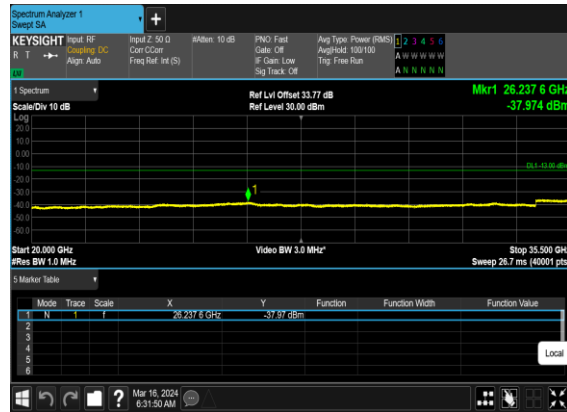 Spectrum Analyzer 1
Swept SA
+
KEYSIGHT Input: RF Input Z: 50 Ω #Atten: 10 dB PNO: Fast Avg Type: Power (RMS) 1 2 3 4 5 6
R T Coupling: DC Corr CCorr Gate: Off Avg|Hold: 100/100 A W W W W W
Align: Auto Freq Ref: Int (S) IF Gain: Low Trig: Free Run
Sig Track: Off A N N N N N
1 Spectrum Ref Lvl Offset 33.77 dB Mkr1 26.237 6 GHz
Scale/Div 10 dB Ref Level 30.00 dBm -37.974 dBm
Log
20.0
10.0
0.00
-10.0 DL1 -13.00 dBm
-20.0
-30.0 1
-40.0
-50.0
-60.0
Start 20.000 GHz Video BW 3.0 MHz* Stop 35.500 GHz
#Res BW 1.0 MHz Sweep 26.7 ms (40001 pts)
5 Marker Table
Mode Trace Scale X Y Function Function Width Function Value
1 N 1 f 26.237 6 GHz -37.97 dBm
2
3
4
5
6
Local
? Mar 16, 2024
6:31:50 AM